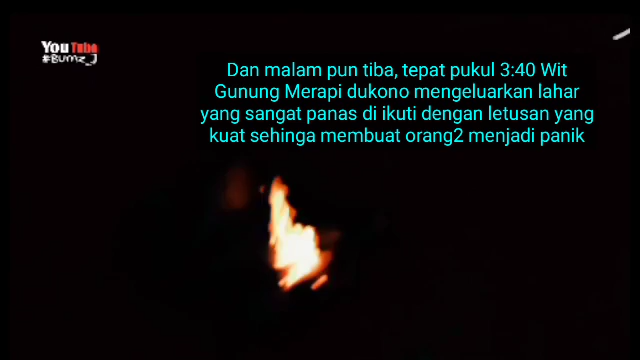 YouTube
#BUMZ_J
Dan malam pun tiba, tepat pukul 3:40 Wit
Gunung Merapi dukono mengeluarkan lahar
yang sangat panas di ikuti dengan letusan yang
kuat sehinga membuat orang2 menjadi panik